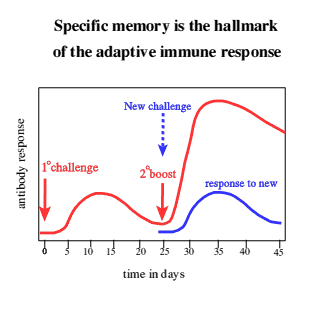 Specific memory is the hallmark
of the adaptive immune response
New challenge
1°challenge
2°boost
response to new
antibody response
0 5 10 15 20 25 30 35 40 45
time in days